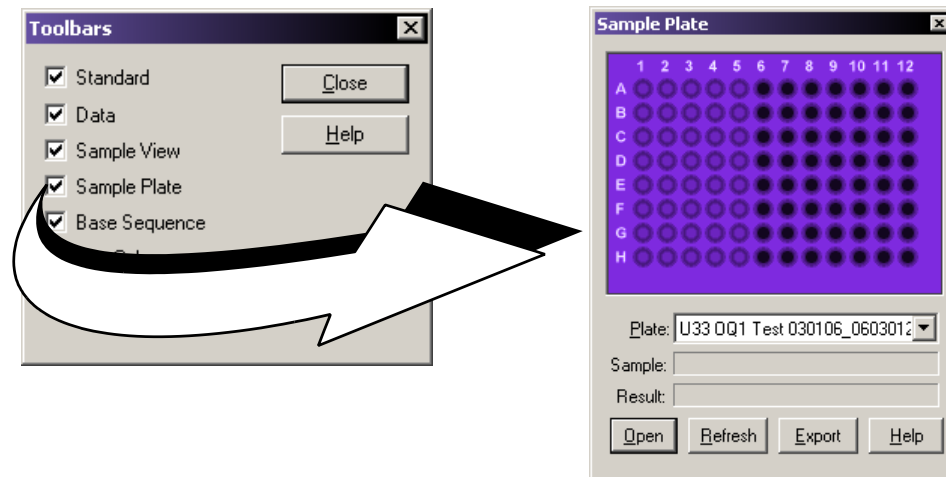 Toolbars
Standard
Close
Data
Help
Sample View
Sample Plate
Base Sequence
Sample Plate
1 2 3 4 5 6 7 8 9 10 11 12
A
B
C
D
E
F
G
H
Plate: U33 OQ1 Test 030106_0603012
Sample:
Result:
Open Refresh Export Help